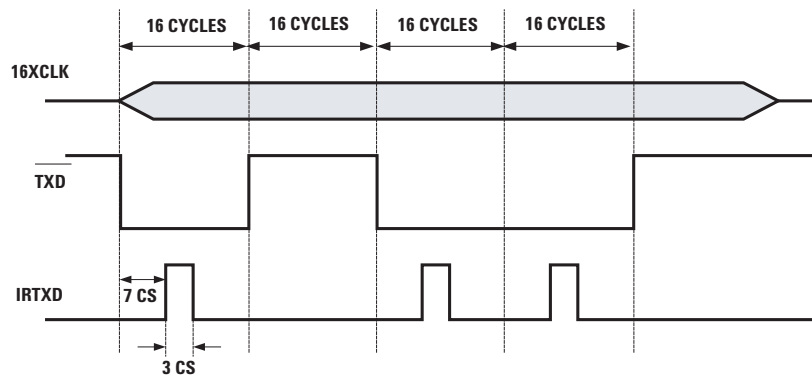 16 CYCLES 16 CYCLES 16 CYCLES 16 CYCLES
16XCLK
TXD
IRTXD
7 CS
3 CS